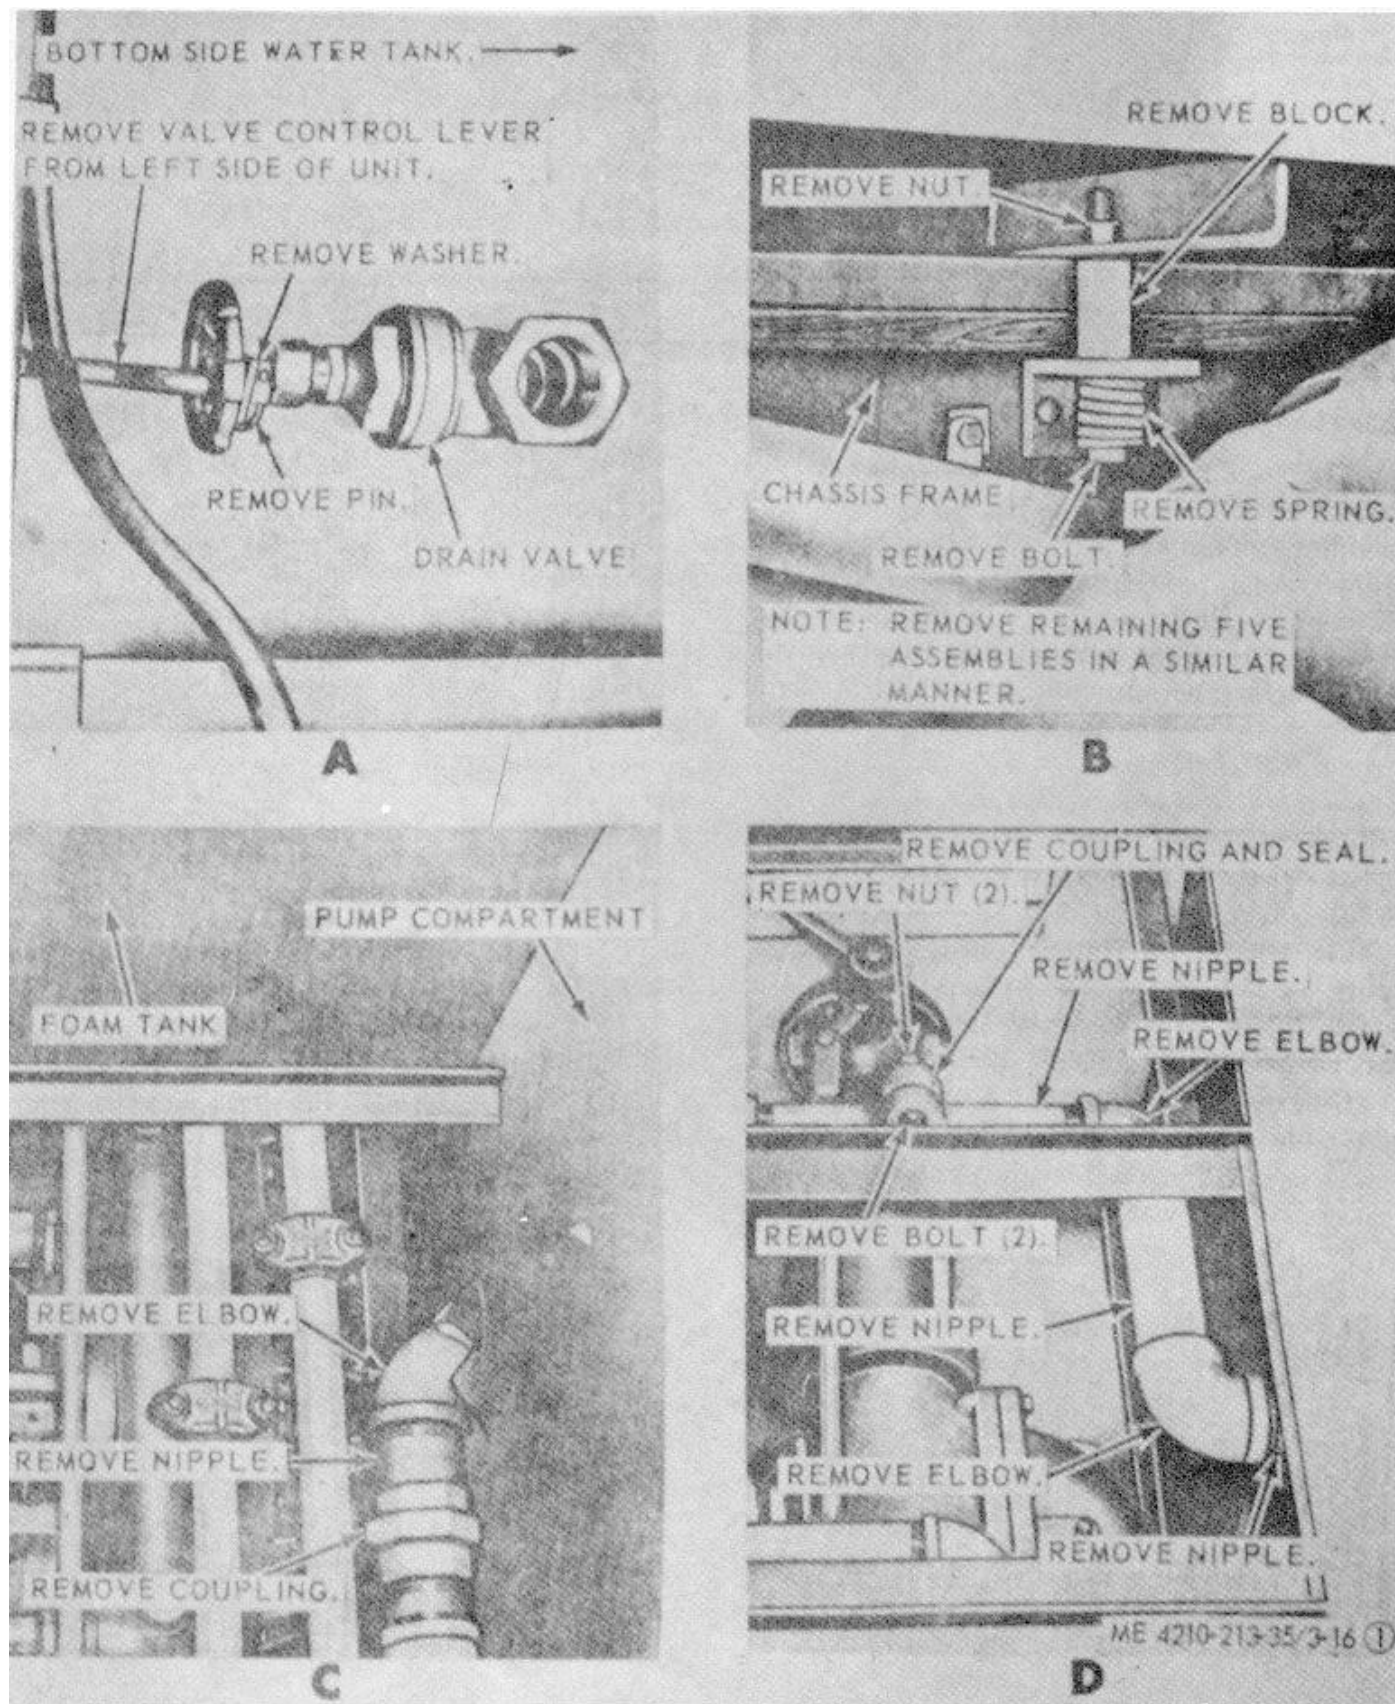 BOTTOM SIDE WATER TANK.
REMOVE VALVE CONTROL LEVER
FROM LEFT SIDE OF UNIT.
REMOVE WASHER.
REMOVE PIN.
DRAIN VALVE
A
REMOVE BLOCK.
REMOVE NUT.
CHASSIS FRAME
REMOVE SPRING.
REMOVE BOLT.
NOTE: REMOVE REMAINING FIVE
ASSEMBLIES IN A SIMILAR
MANNER.
B
PUMP COMPARTMENT
FOAM TANK
REMOVE ELBOW.
REMOVE NIPPLE.
REMOVE COUPLING.
C
REMOVE COUPLING AND SEAL.
REMOVE NUT (2).
REMOVE NIPPLE.
REMOVE ELBOW.
REMOVE BOLT (2).
REMOVE NIPPLE.
REMOVE ELBOW.
REMOVE NIPPLE.
ME 4210-213-35/3-16 ①
D